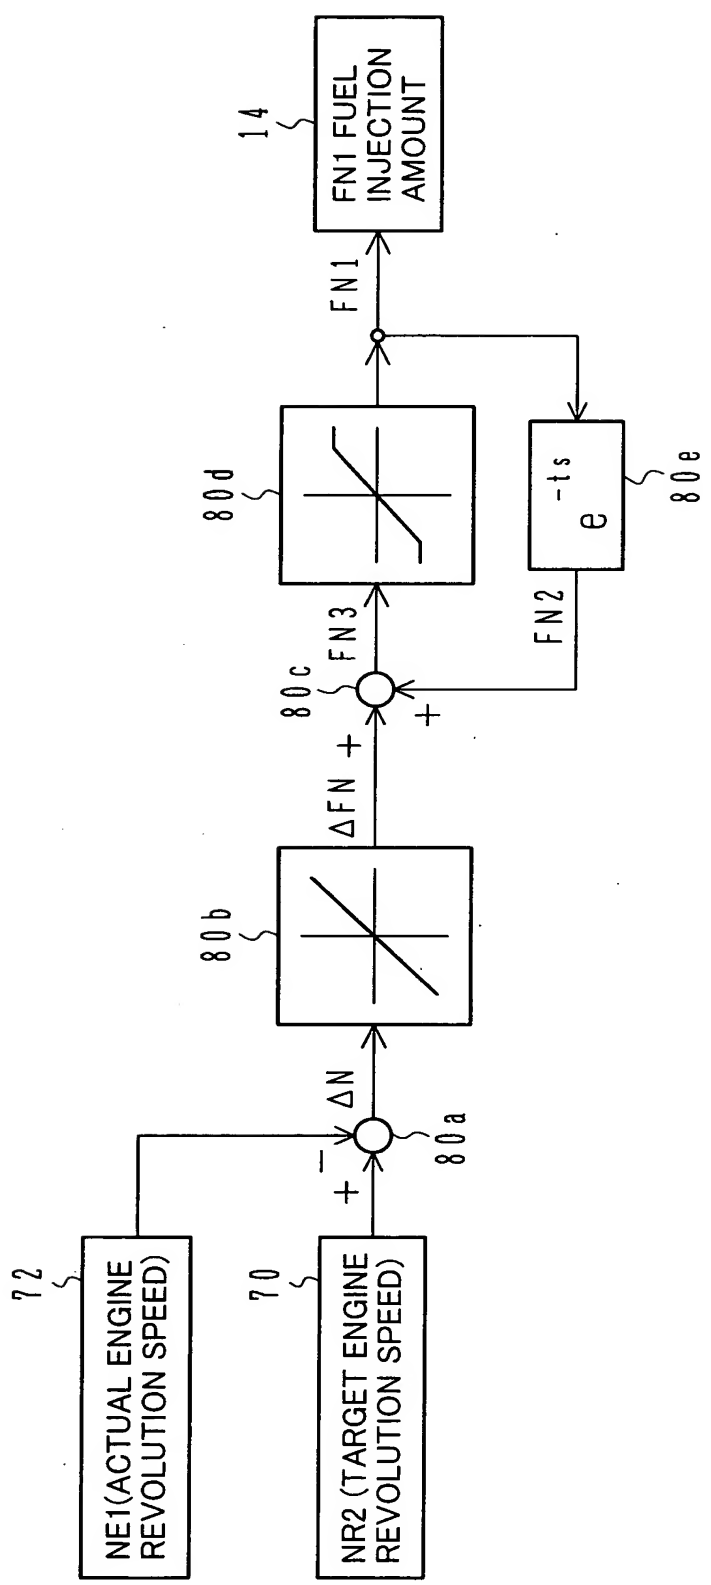 72
NE1(ACTUAL ENGINE
REVOLUTION SPEED)
70
NR2 (TARGET ENGINE
REVOLUTION SPEED)
−
+
80a
ΔN
80b
ΔFN
+
+
80c
FN3
80d
FN2
e^-ts
80e
FN1
14
FN1 FUEL
INJECTION
AMOUNT